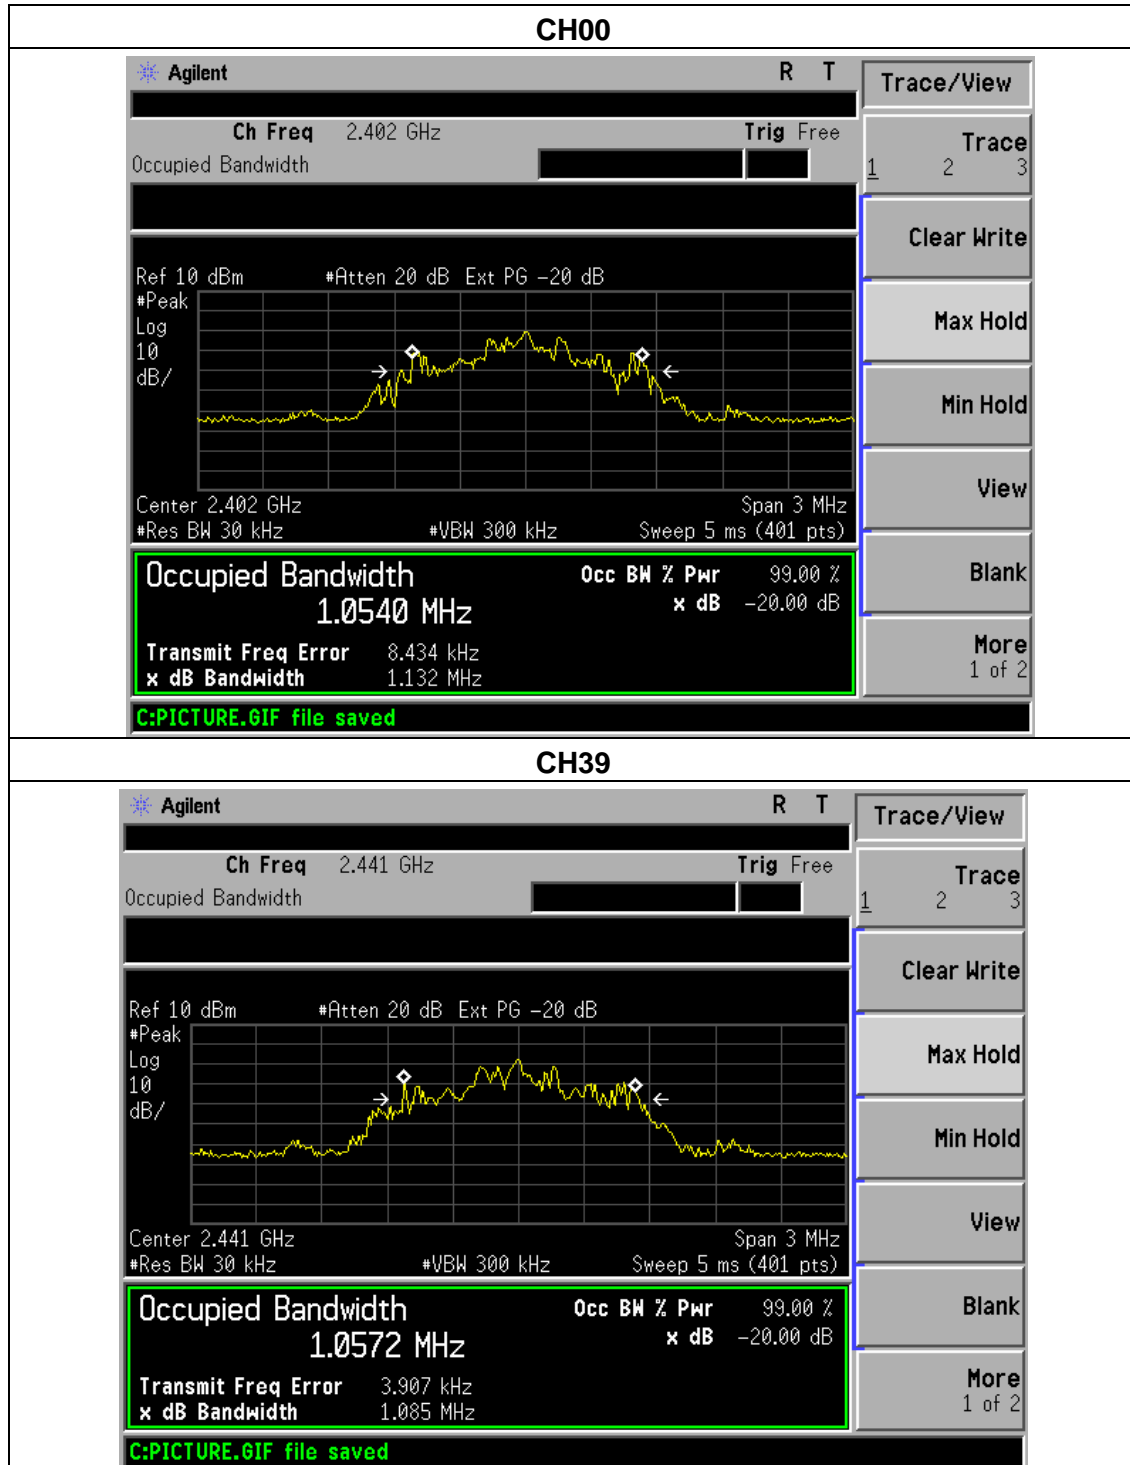 CH00
Agilent R T
Trace/View
Ch Freq 2.402 GHz Trig Free
Occupied Bandwidth
Trace
1 2 3
Clear Write
Max Hold
Min Hold
View
Blank
More
1 of 2
Ref 10 dBm #Atten 20 dB Ext PG -20 dB
#Peak
Log
10
dB/
Center 2.402 GHz Span 3 MHz
#Res BW 30 kHz #VBW 300 kHz Sweep 5 ms (401 pts)
Occupied Bandwidth Occ BW % Pwr 99.00 %
1.0540 MHz x dB -20.00 dB
Transmit Freq Error 8.434 kHz
x dB Bandwidth 1.132 MHz
C:PICTURE.GIF file saved
CH39
Agilent R T
Trace/View
Ch Freq 2.441 GHz Trig Free
Occupied Bandwidth
Trace
1 2 3
Clear Write
Max Hold
Min Hold
View
Blank
More
1 of 2
Ref 10 dBm #Atten 20 dB Ext PG -20 dB
#Peak
Log
10
dB/
Center 2.441 GHz Span 3 MHz
#Res BW 30 kHz #VBW 300 kHz Sweep 5 ms (401 pts)
Occupied Bandwidth Occ BW % Pwr 99.00 %
1.0572 MHz x dB -20.00 dB
Transmit Freq Error 3.907 kHz
x dB Bandwidth 1.085 MHz
C:PICTURE.GIF file saved